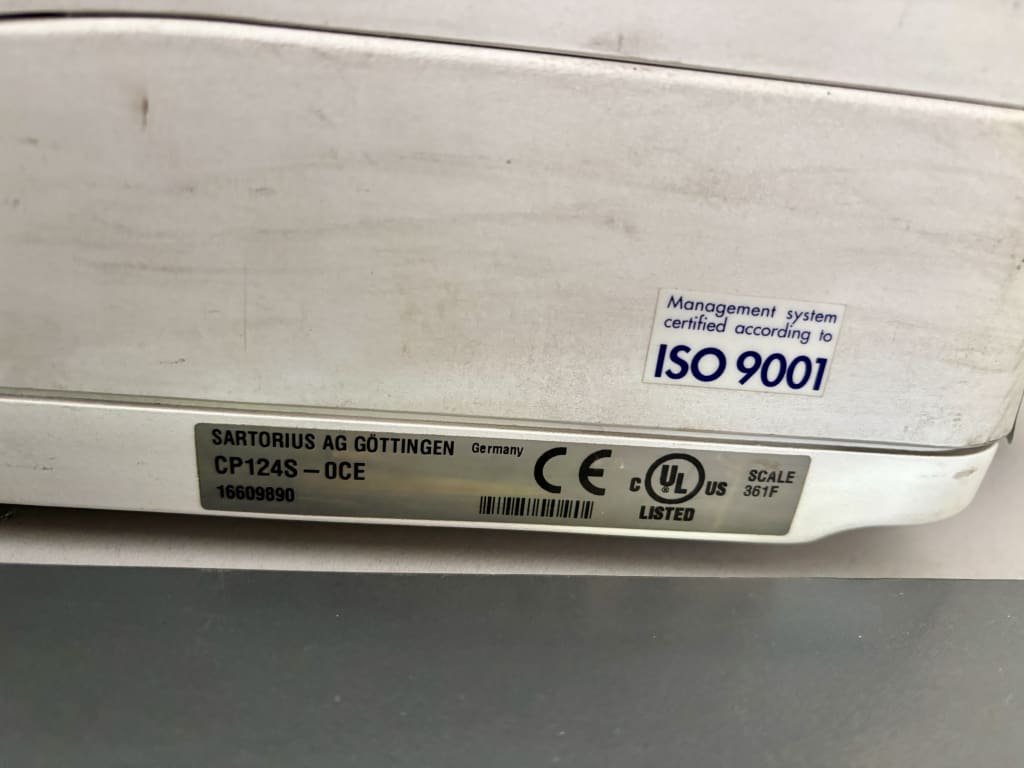 Management system
certified according to
ISO 9001
SARTORIUS AG GÖTTINGEN Germany
CP124S-0CE
16609890
CE
C UL US
LISTED
SCALE
361F